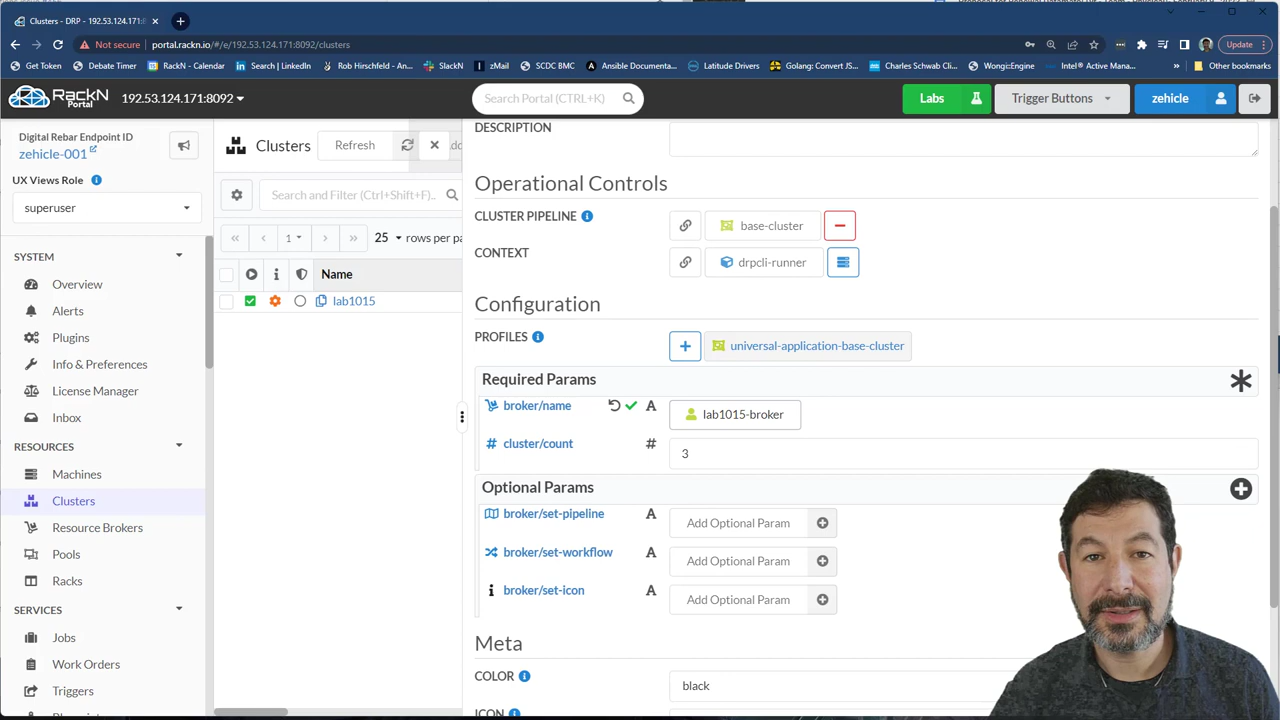 Clusters - DRP - 192.53.124.171:8
Not secure portal.rackn.io/#/e/192.53.124.171:8092/clusters
Update
Get Token
Debate Timer
RackN - Calendar
Search | LinkedIn
Rob Hirschfeld - An...
SlackN
zMail
SCDC BMC
Ansible Documenta...
Latitude Drivers
Golang: Convert JS...
Charles Schwab Cli...
Wongi::Engine
Intel® Active Mana...
»
Other bookmarks
RackN Portal
192.53.124.171:8092
Search Portal (CTRL+K)
Labs
Trigger Buttons
zehicle
Digital Rebar Endpoint ID
zehicle-001
UX Views Role
superuser
SYSTEM
Overview
Alerts
Plugins
Info & Preferences
License Manager
Inbox
RESOURCES
Machines
Clusters
Resource Brokers
Pools
Racks
SERVICES
Jobs
Work Orders
Triggers
Clusters
Refresh
Search and Filter (Ctrl+Shift+F)...
1
25 rows per pa
Name
lab1015
DESCRIPTION
Operational Controls
CLUSTER PIPELINE
base-cluster
CONTEXT
drpcli-runner
Configuration
PROFILES
universal-application-base-cluster
Required Params
broker/name A lab1015-broker
cluster/count # 3
Optional Params
broker/set-pipeline A Add Optional Param
broker/set-workflow A Add Optional Param
broker/set-icon A Add Optional Param
Meta
COLOR
black
ICON